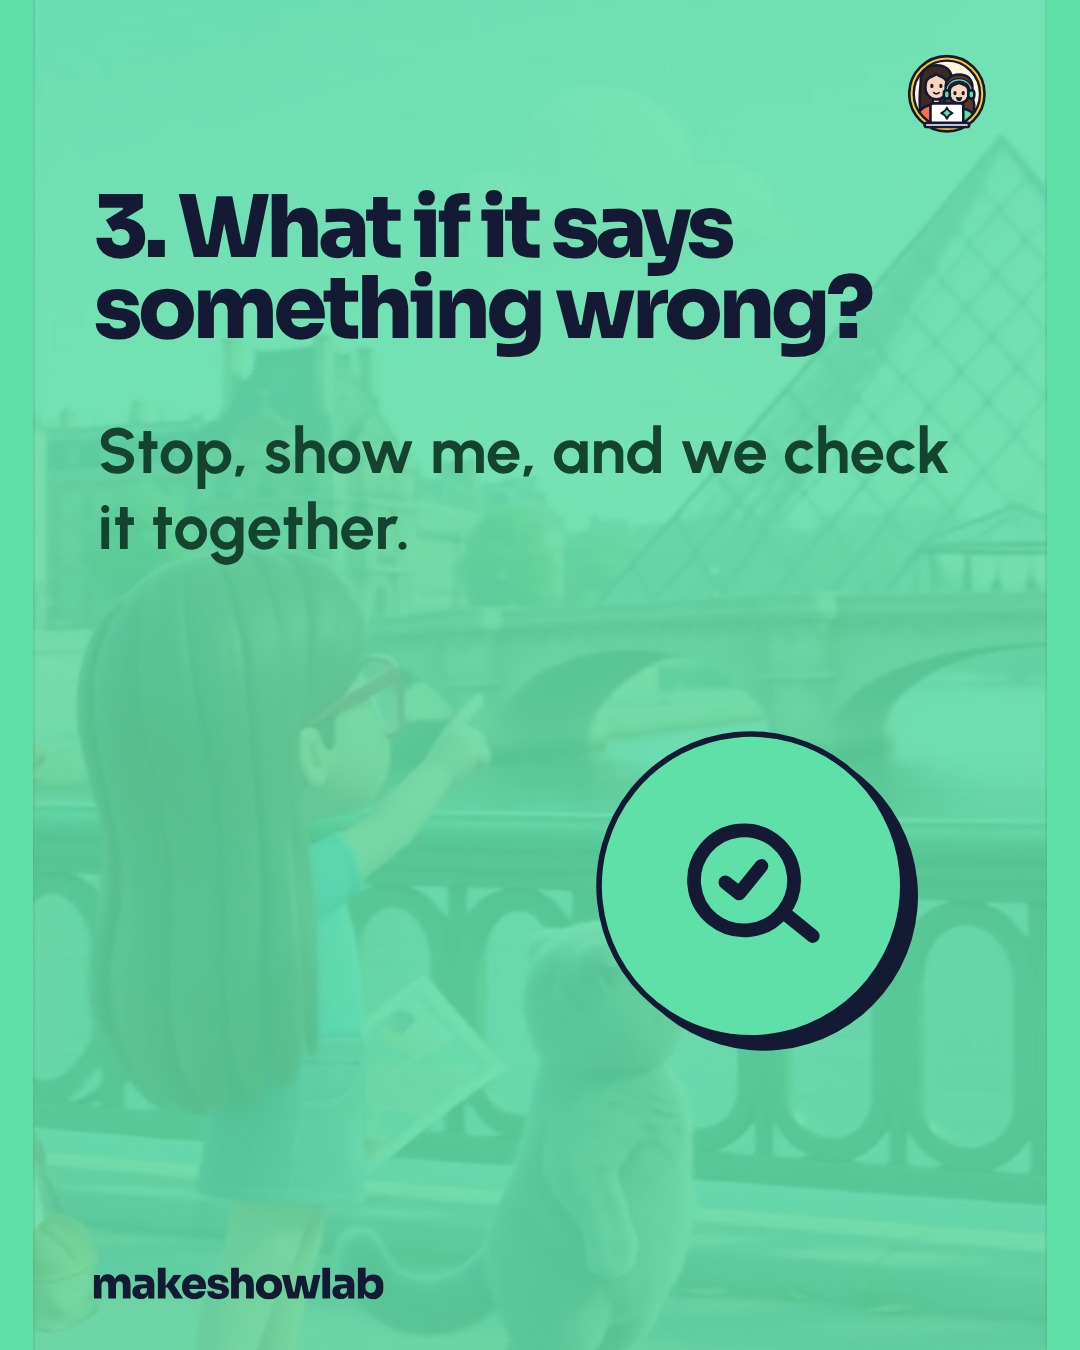 3. What if it says
something wrong?
Stop, show me, and we check
it together.
makeshowlab